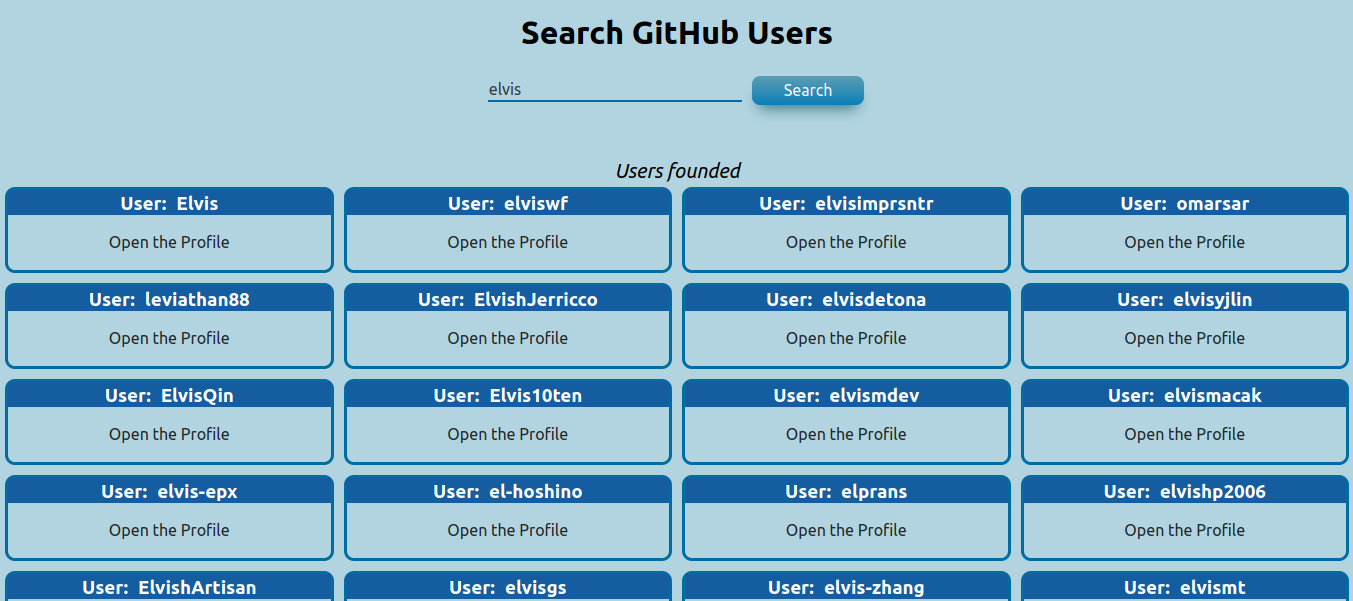 Search GitHub Users
elvis Search
Users founded
User: Elvis User: elviswf User: elvisimprsntr User: omarsar
Open the Profile Open the Profile Open the Profile Open the Profile
User: leviathan88 User: ElvishJerricco User: elvisdetona User: elvisyjlin
Open the Profile Open the Profile Open the Profile Open the Profile
User: ElvisQin User: Elvis10ten User: elvismdev User: elvismacak
Open the Profile Open the Profile Open the Profile Open the Profile
User: elvis-epx User: el-hoshino User: elprans User: elvishp2006
Open the Profile Open the Profile Open the Profile Open the Profile
User: ElvishArtisan User: elvisgs User: elvis-zhang User: elvismt